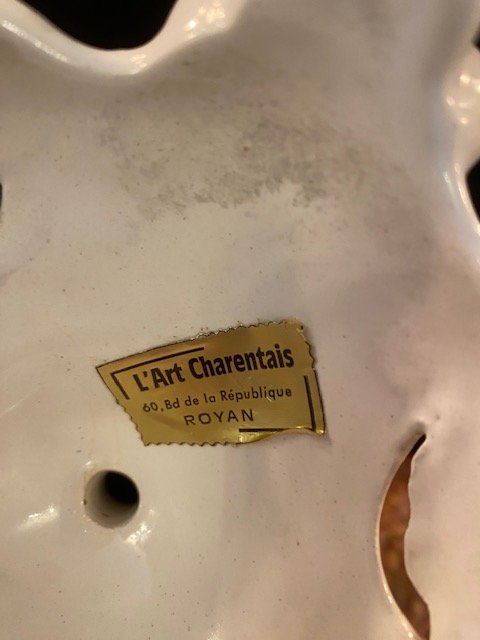 L'Art Charentais
60, Bd de la République
ROYAN